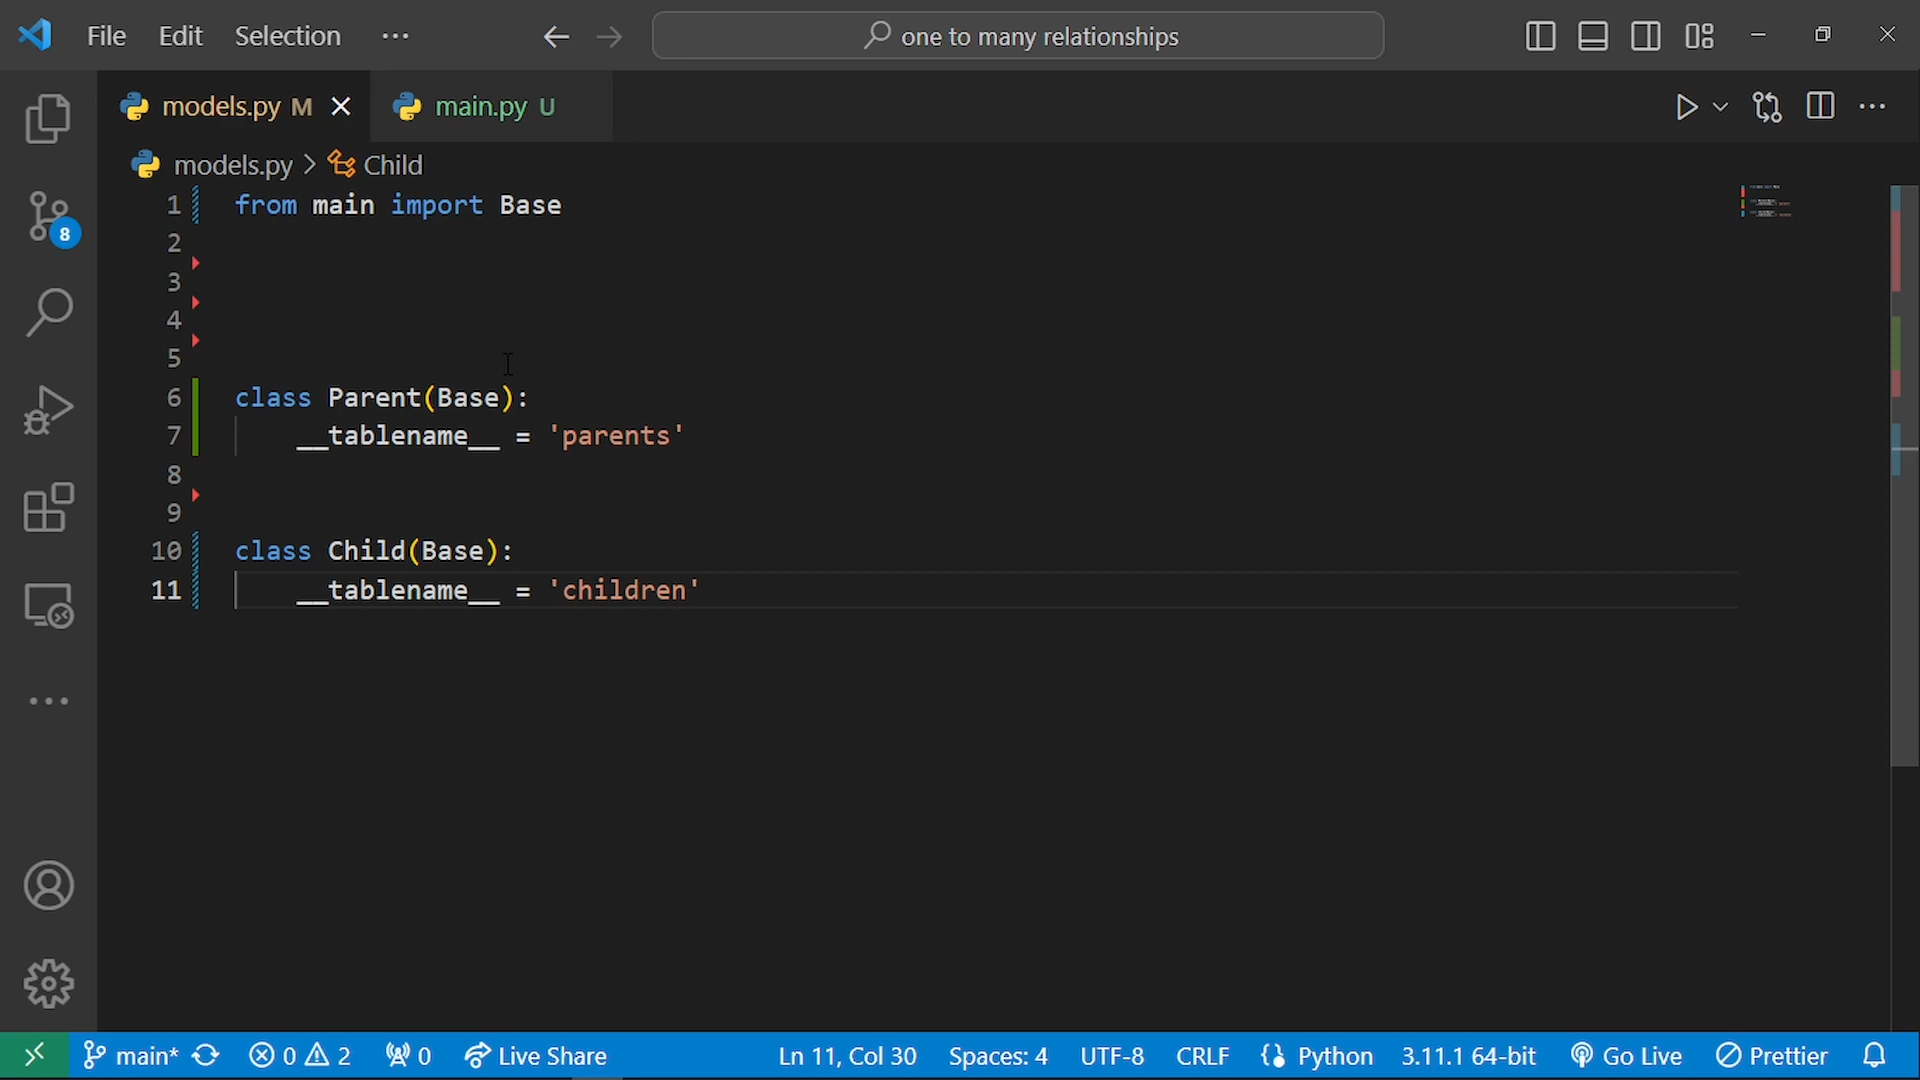 File Edit Selection ··· one to many relationships
models.py M main.py U
models.py > Child
1 from main import Base
2
3
4
5
6 class Parent(Base):
7 __tablename__ = 'parents'
8
9
10 class Child(Base):
11 __tablename__ = 'children'
8
main* 0 2 0 Live Share Ln 11, Col 30 Spaces: 4 UTF-8 CRLF Python 3.11.1 64-bit Go Live Prettier